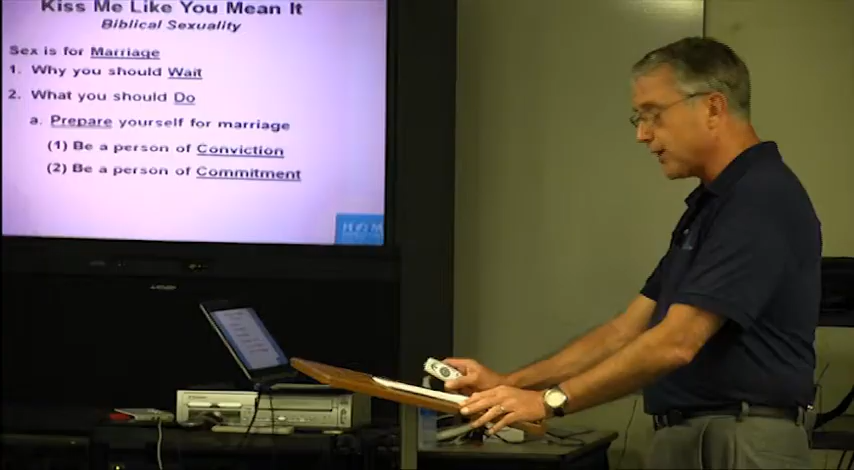 Kiss Me Like You Mean It
Biblical Sexuality
Sex is for Marriage
1. Why you should Wait
2. What you should Do
a. Prepare yourself for marriage
(1) Be a person of Conviction
(2) Be a person of Commitment